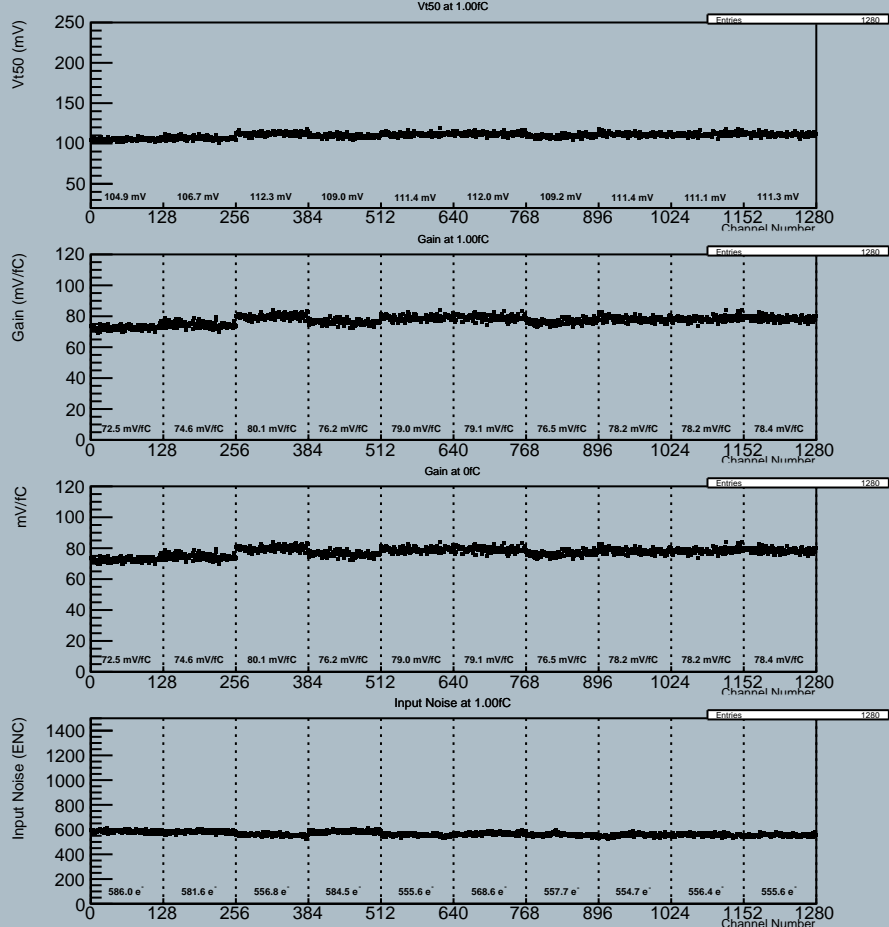 Vt50 at 1.00fC
Entries 1280
Vt50 (mV)
250
200
150
100
50
104.9 mV 106.7 mV 112.3 mV 109.0 mV 111.4 mV 112.0 mV 109.2 mV 111.4 mV 111.1 mV 111.3 mV
0 128 256 384 512 640 768 896 1024 1152 1280
Channel Number
Gain at 1.00fC
Entries 1280
Gain (mV/fC)
120
100
80
60
40
20
0
72.5 mV/fC 74.6 mV/fC 80.1 mV/fC 76.2 mV/fC 79.0 mV/fC 79.1 mV/fC 76.5 mV/fC 78.2 mV/fC 78.2 mV/fC 78.4 mV/fC
0 128 256 384 512 640 768 896 1024 1152 1280
Channel Number
Gain at 0fC
Entries 1280
mV/fC
120
100
80
60
40
20
0
72.5 mV/fC 74.6 mV/fC 80.1 mV/fC 76.2 mV/fC 79.0 mV/fC 79.1 mV/fC 76.5 mV/fC 78.2 mV/fC 78.2 mV/fC 78.4 mV/fC
0 128 256 384 512 640 768 896 1024 1152 1280
Channel Number
Input Noise at 1.00fC
Entries 1280
Input Noise (ENC)
1400
1200
1000
800
600
400
200
0
586.0 e⁻ 581.6 e⁻ 556.8 e⁻ 584.5 e⁻ 555.6 e⁻ 568.6 e⁻ 557.7 e⁻ 554.7 e⁻ 556.4 e⁻ 555.6 e⁻
0 128 256 384 512 640 768 896 1024 1152 1280
Channel Number